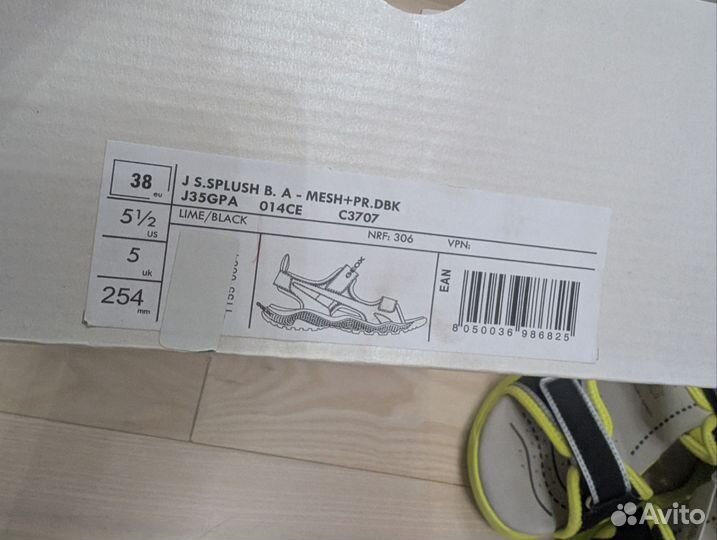 38 eu
J S.SPLUSH B. A - MESH+PR.DBK
J35GPA 014CE C3707
5½ US
LIME/BLACK
NRF: 306 VPN:
5 uk
254 mm
GEOX
EAN
8 050036 986825
Avito